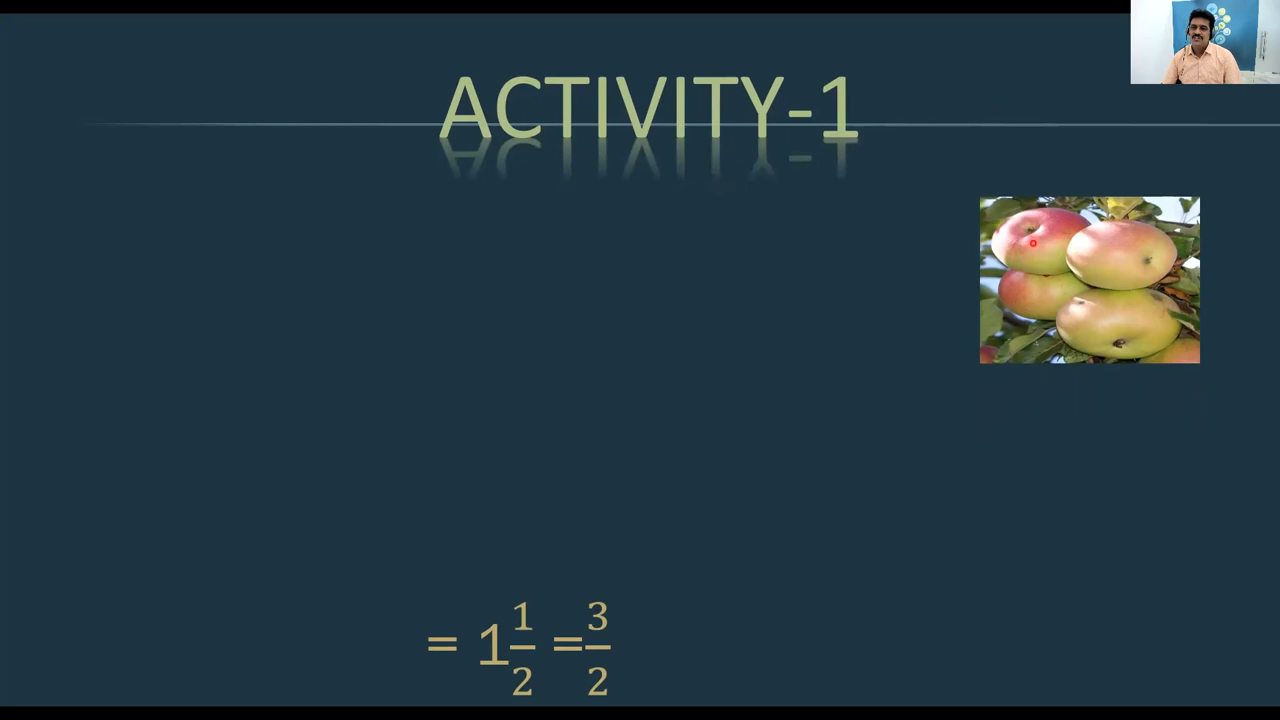 ACTIVITY-1
= 1 1/2 = 3/2